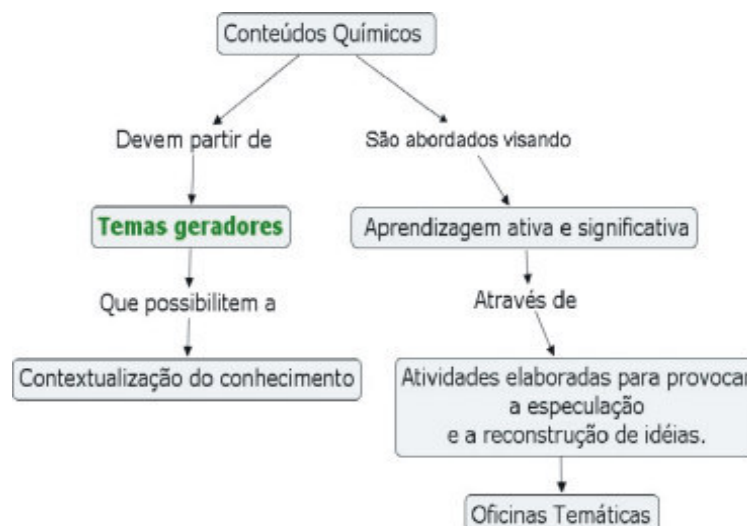 Conteúdos Químicos
Devem partir de
São abordados visando
Temas geradores
Aprendizagem ativa e significativa
Que possibilitem a
Através de
Contextualização do conhecimento
Atividades elaboradas para provocar
a especulação
e a reconstrução de idéias.
Oficinas Temáticas